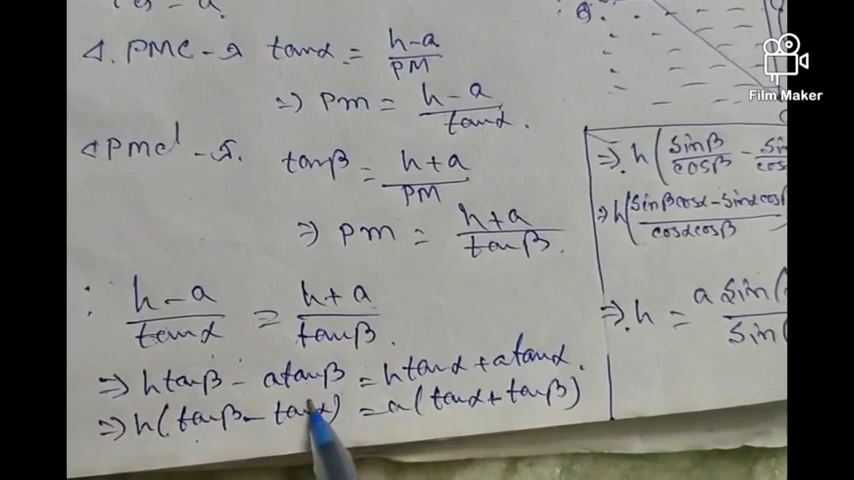 Δ. PMC-এ tanα = (h-a)/PM
⇒ PM = (h-a)/tanα.
ΔPMC' -এ. tanβ = (h+a)/PM
⇒ PM = (h+a)/tanβ.
∴ (h-a)/tanα = (h+a)/tanβ.
⇒ h tanβ - a tanβ = h tanα + a tanα.
⇒ h(tanβ - tanα) = a(tanα + tanβ)
Film Maker
⇒. h(sinβ/cosβ -
⇒ h(sinβcosα - sinαcosβ/cosαcosβ
⇒. h = a sin(/sin(